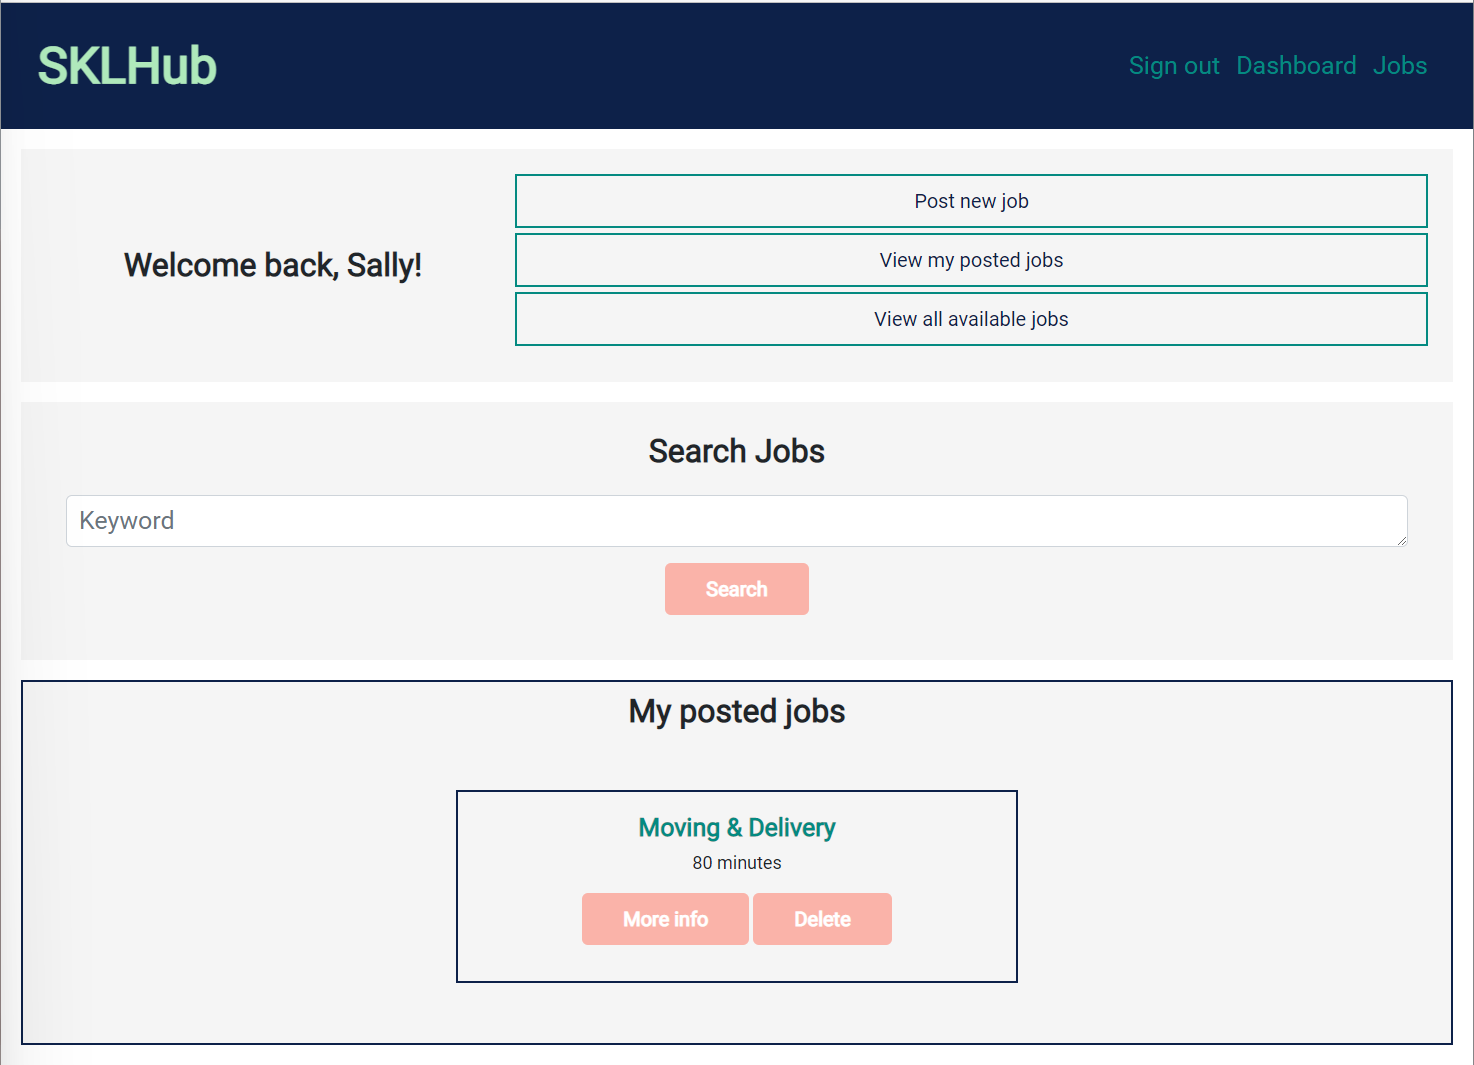 SKLHub
Sign out Dashboard Jobs
Welcome back, Sally!
Post new job
View my posted jobs
View all available jobs
Search Jobs
Keyword
Search
My posted jobs
Moving & Delivery
80 minutes
More info Delete